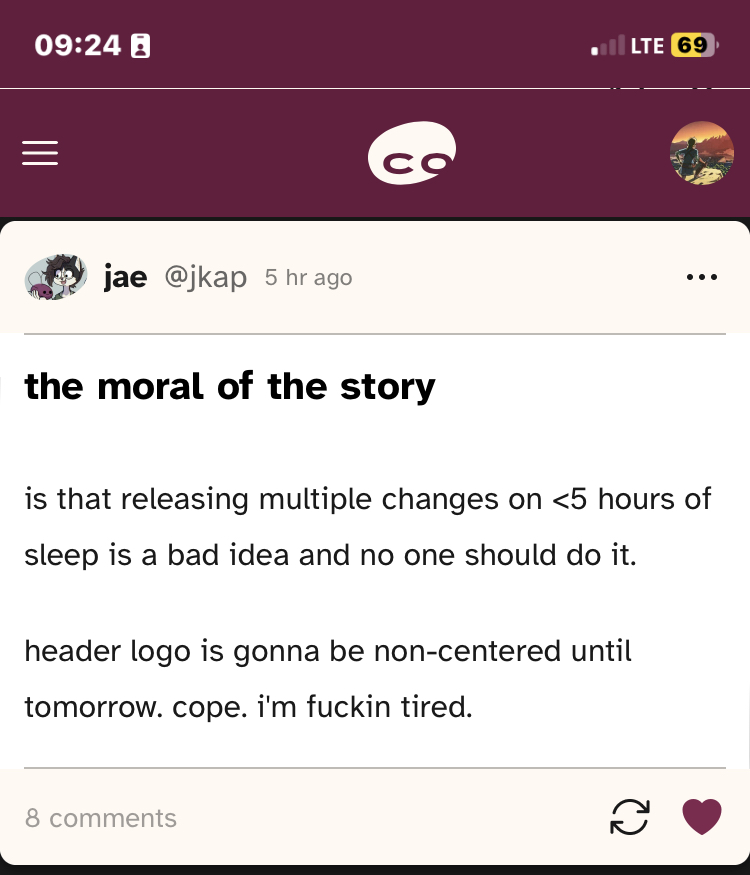 09:24
LTE 69
co
jae @jkap 5 hr ago
the moral of the story
is that releasing multiple changes on <5 hours of
sleep is a bad idea and no one should do it.
header logo is gonna be non-centered until
tomorrow. cope. i'm fuckin tired.
8 comments